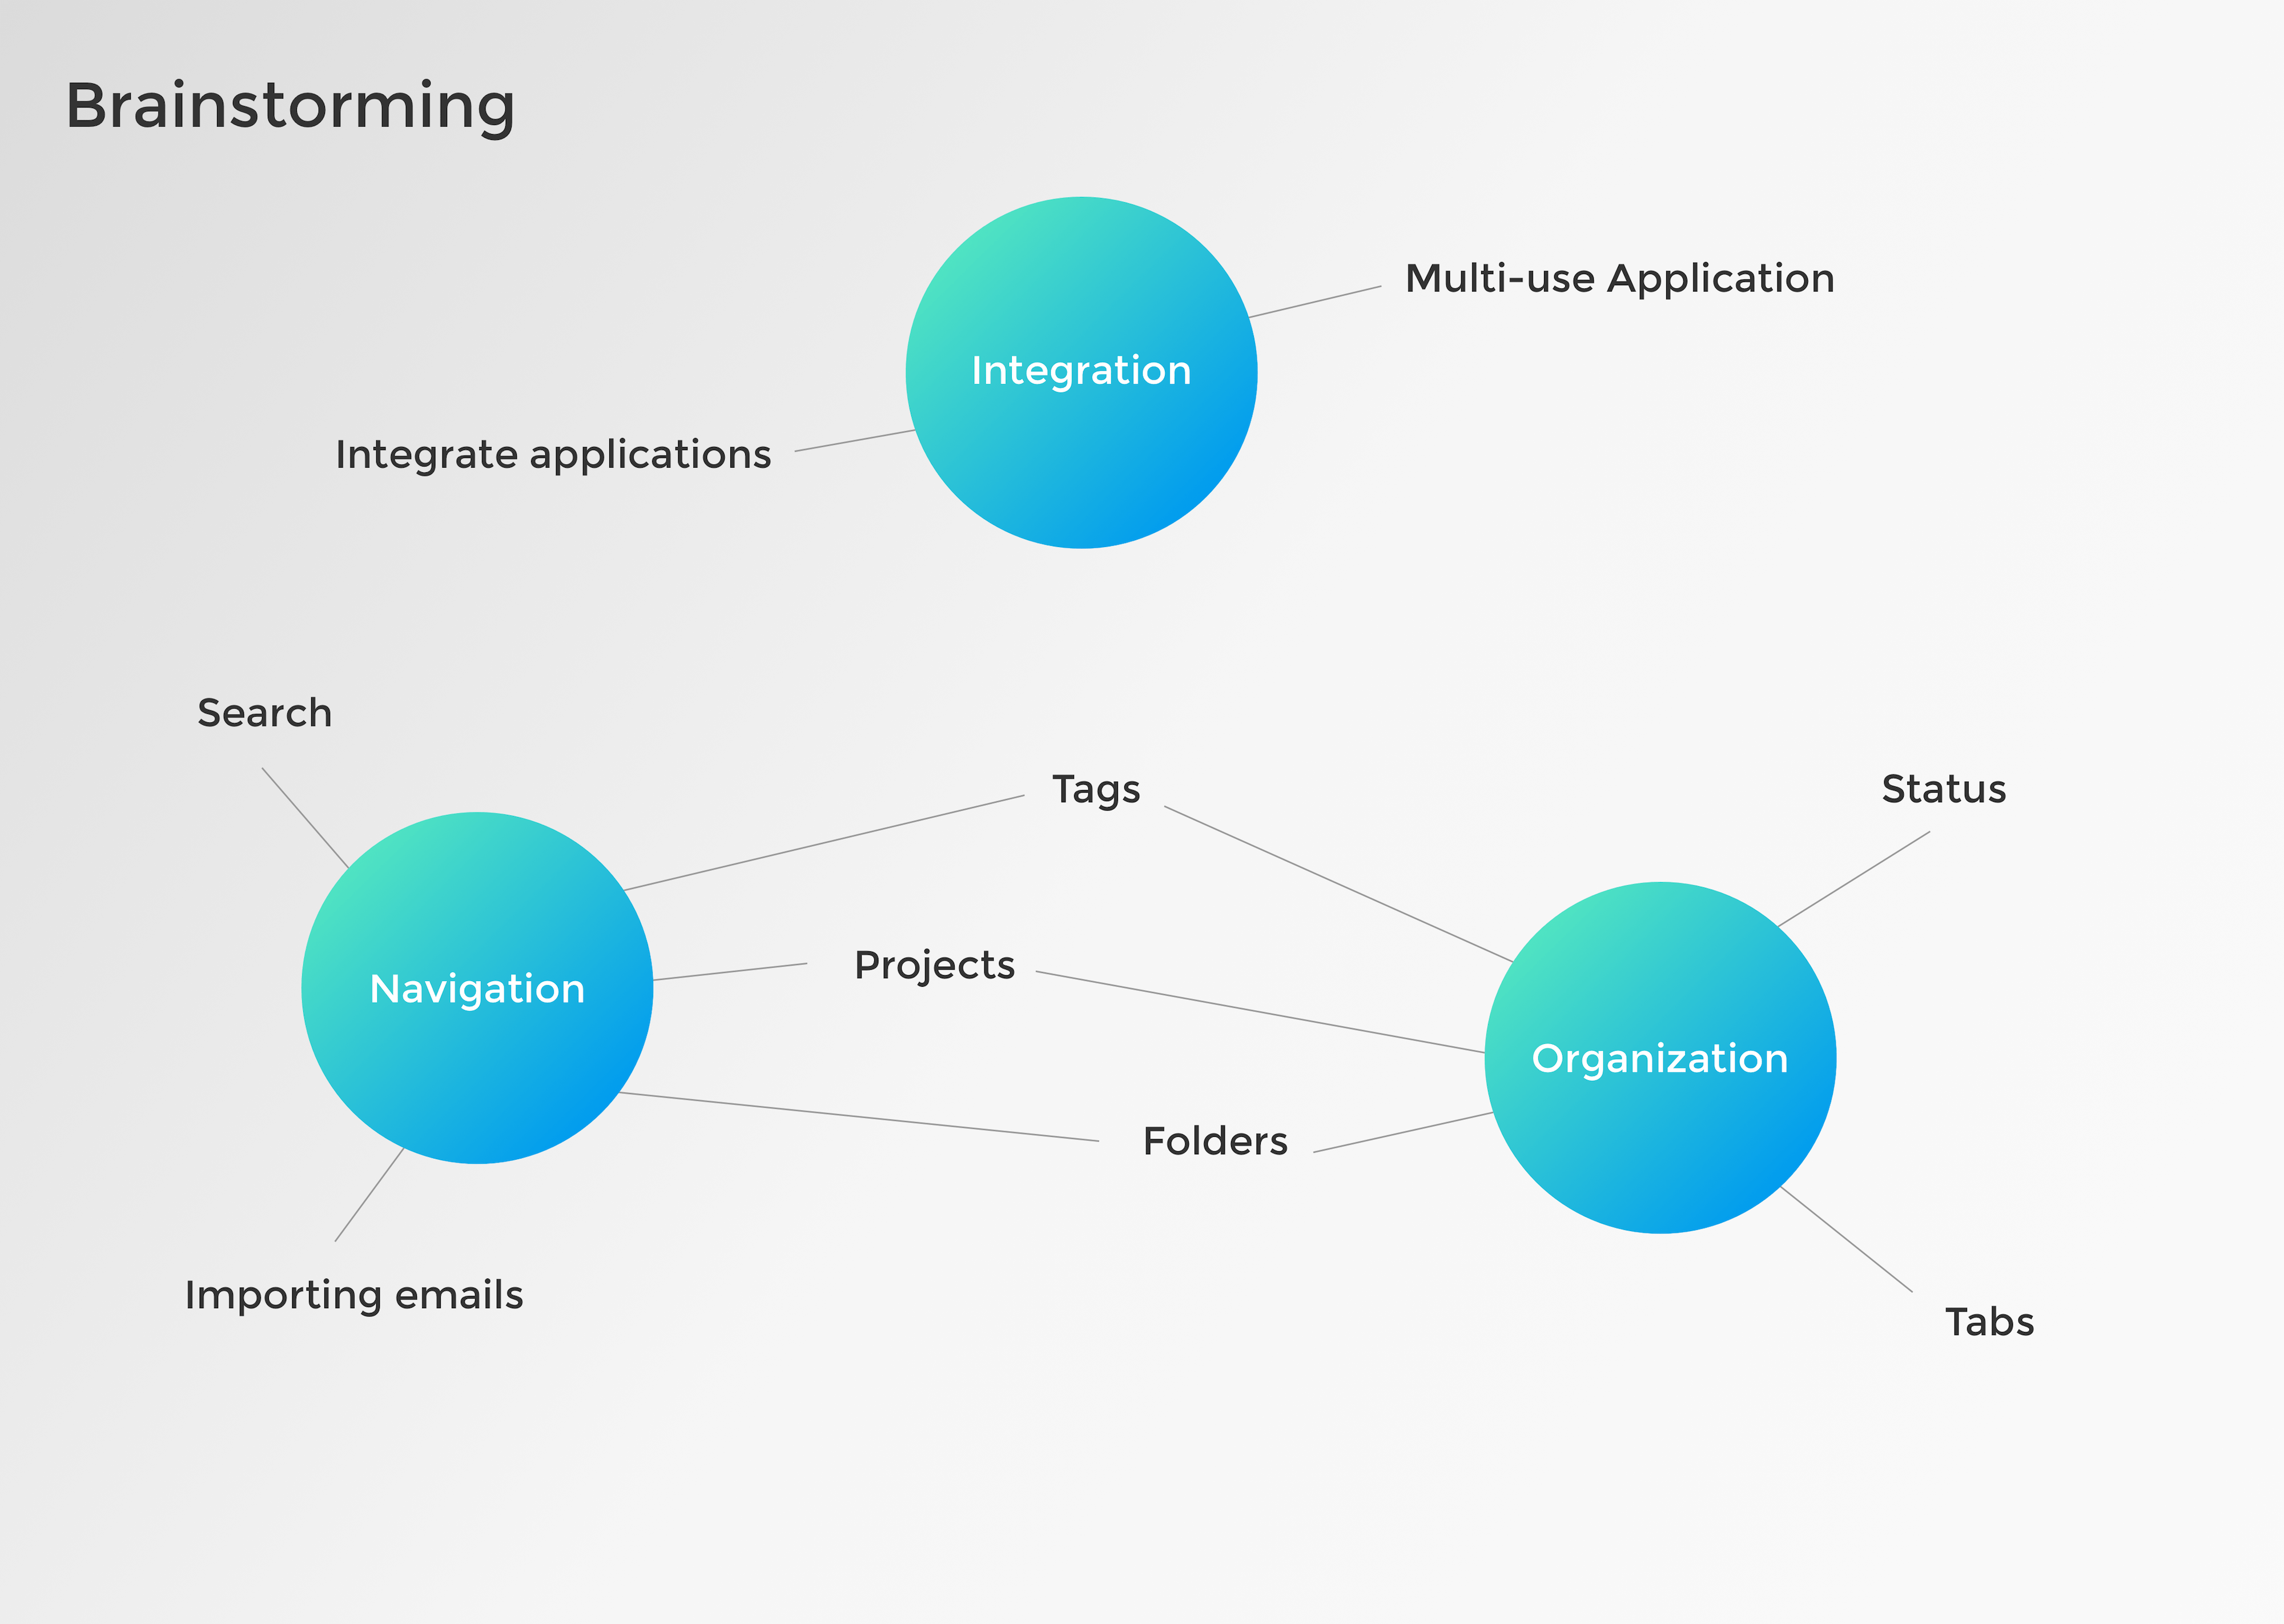 Brainstorming
Multi-use Application
Integration
Integrate applications
Search
Tags
Status
Projects
Navigation
Organization
Folders
Importing emails
Tabs